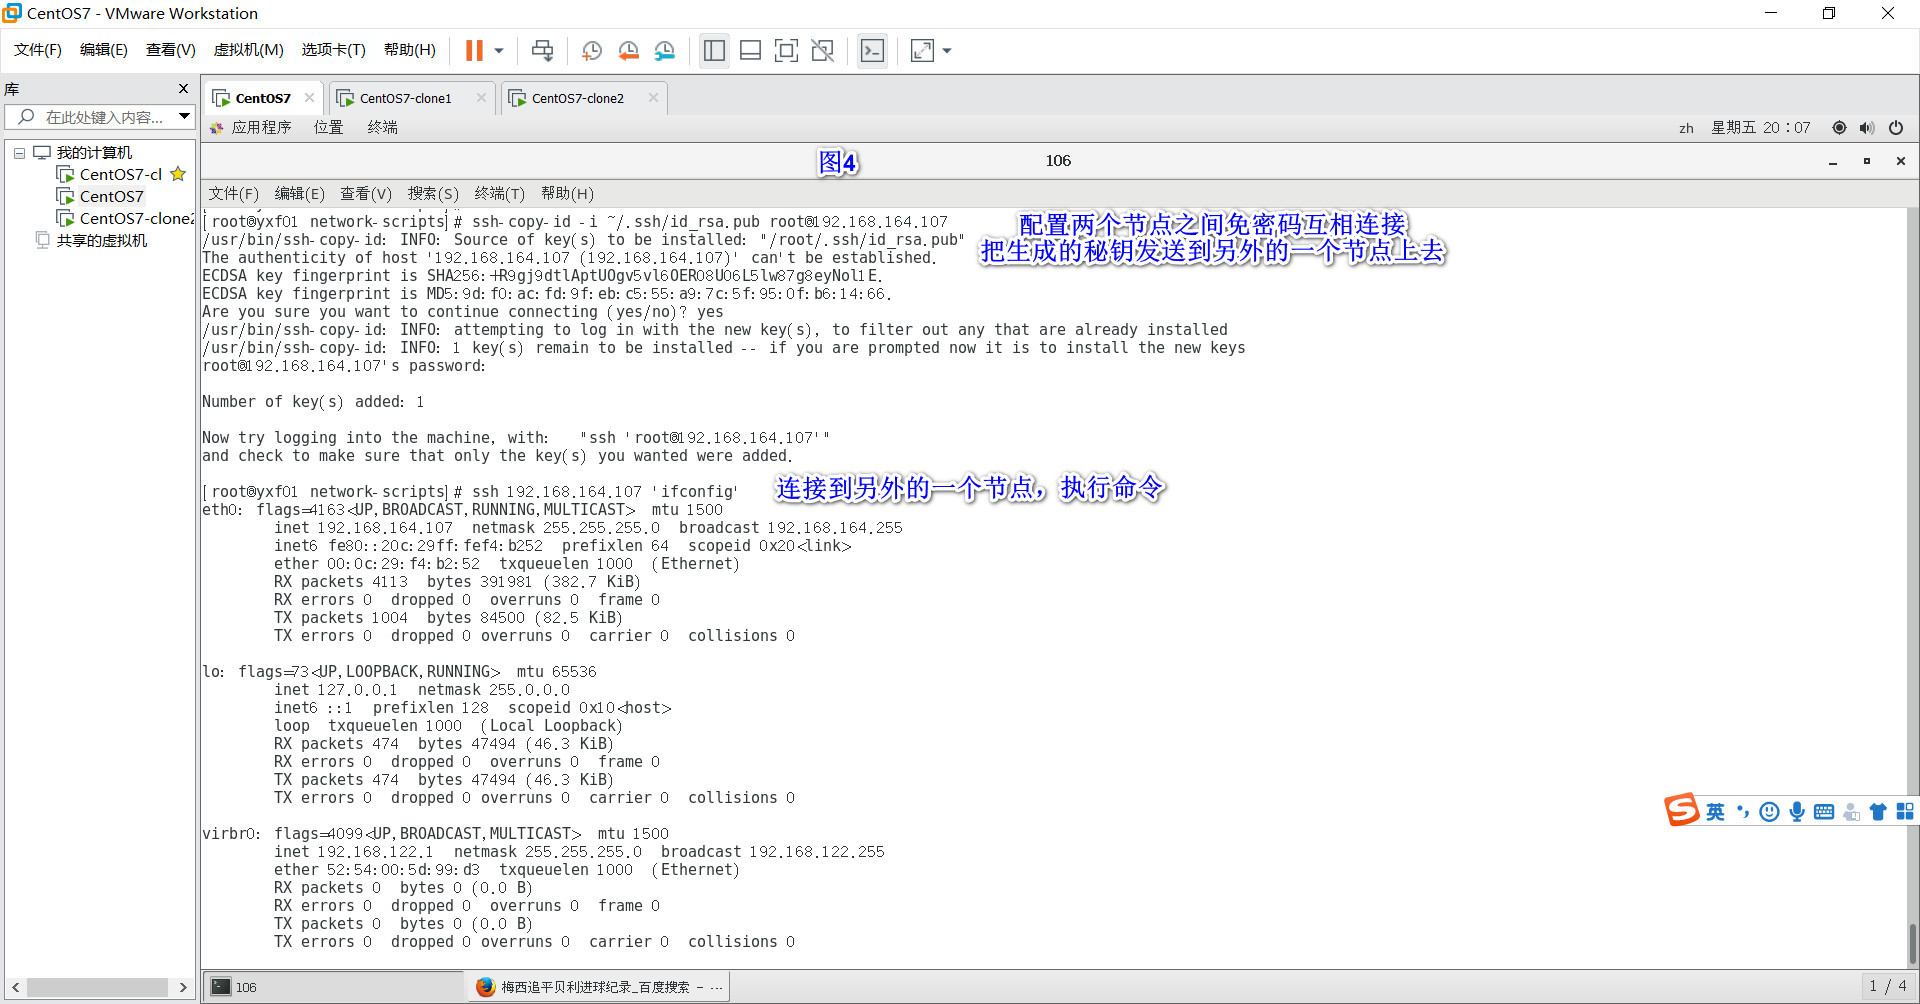 CentOS7 - VMware Workstation
文件(F) 编辑(E) 查看(V) 虚拟机(M) 选项卡(T) 帮助(H)
库
在此处键入内容...
我的计算机
CentOS7-cl
CentOS7
CentOS7-clone2
共享的虚拟机
CentOS7 CentOS7-clone1 CentOS7-clone2
应用程序 位置 终端 zh 星期五 20：07
图4 106
文件(F) 编辑(E) 查看(V) 搜索(S) 终端(T) 帮助(H)
[root@yxf01 network-scripts]# ssh-copy-id -i ~/.ssh/id_rsa.pub root@192.168.164.107
配置两个节点之间免密码互相连接
/usr/bin/ssh-copy-id: INFO: Source of key(s) to be installed: "/root/.ssh/id_rsa.pub"
把生成的秘钥发送到另外的一个节点上去
The authenticity of host '192.168.164.107 (192.168.164.107)' can't be established.
ECDSA key fingerprint is SHA256:+R9gj9dtlAptUOgv5vl6OER08U06L5lw87g8eyNol1E.
ECDSA key fingerprint is MD5:9d:f0:ac:fd:9f:eb:c5:55:a9:7c:5f:95:0f:b6:14:66.
Are you sure you want to continue connecting (yes/no)? yes
/usr/bin/ssh-copy-id: INFO: attempting to log in with the new key(s), to filter out any that are already installed
/usr/bin/ssh-copy-id: INFO: 1 key(s) remain to be installed -- if you are prompted now it is to install the new keys
root@192.168.164.107's password:
Number of key(s) added: 1
Now try logging into the machine, with:   "ssh 'root@192.168.164.107'"
and check to make sure that only the key(s) you wanted were added.
[root@yxf01 network-scripts]# ssh 192.168.164.107 'ifconfig'
连接到另外的一个节点，执行命令
eth0: flags=4163<UP,BROADCAST,RUNNING,MULTICAST>  mtu 1500
inet 192.168.164.107  netmask 255.255.255.0  broadcast 192.168.164.255
inet6 fe80::20c:29ff:fef4:b252  prefixlen 64  scopeid 0x20<link>
ether 00:0c:29:f4:b2:52  txqueuelen 1000  (Ethernet)
RX packets 4113  bytes 391981 (382.7 KiB)
RX errors 0  dropped 0  overruns 0  frame 0
TX packets 1004  bytes 84500 (82.5 KiB)
TX errors 0  dropped 0 overruns 0  carrier 0  collisions 0
lo: flags=73<UP,LOOPBACK,RUNNING>  mtu 65536
inet 127.0.0.1  netmask 255.0.0.0
inet6 ::1  prefixlen 128  scopeid 0x10<host>
loop  txqueuelen 1000  (Local Loopback)
RX packets 474  bytes 47494 (46.3 KiB)
RX errors 0  dropped 0  overruns 0  frame 0
TX packets 474  bytes 47494 (46.3 KiB)
TX errors 0  dropped 0 overruns 0  carrier 0  collisions 0
英
virbr0: flags=4099<UP,BROADCAST,MULTICAST>  mtu 1500
inet 192.168.122.1  netmask 255.255.255.0  broadcast 192.168.122.255
ether 52:54:00:5d:99:d3  txqueuelen 1000  (Ethernet)
RX packets 0  bytes 0 (0.0 B)
RX errors 0  dropped 0  overruns 0  frame 0
TX packets 0  bytes 0 (0.0 B)
TX errors 0  dropped 0 overruns 0  carrier 0  collisions 0
106 梅西追平贝利进球纪录_百度搜索 – ... 1 / 4